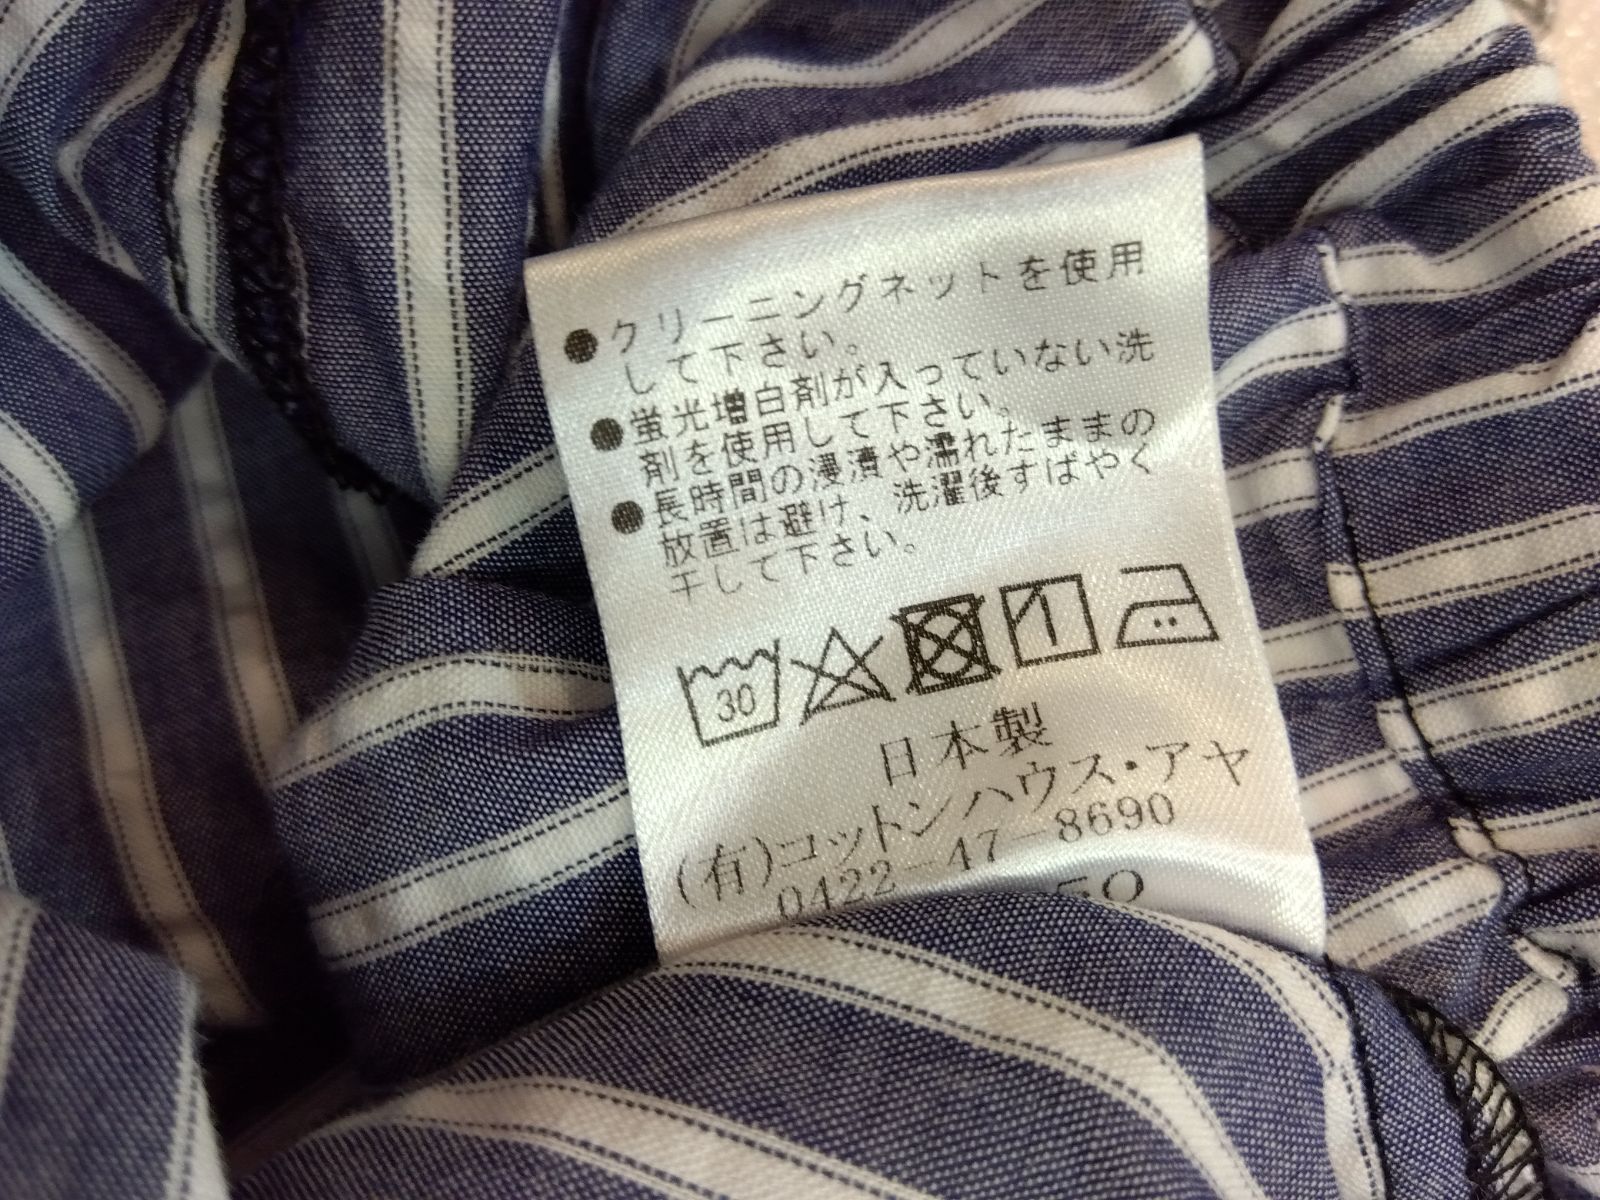 ●クリーニングネットを使用
して下さい。
●蛍光増白剤が入っていない洗
剤を使用して下さい。
●長時間の浸漬や濡れたままの
放置は避け、洗濯後すばやく
干して下さい。
30
日本製
(有)コットンハウス・アヤ
0422-47-8690
50